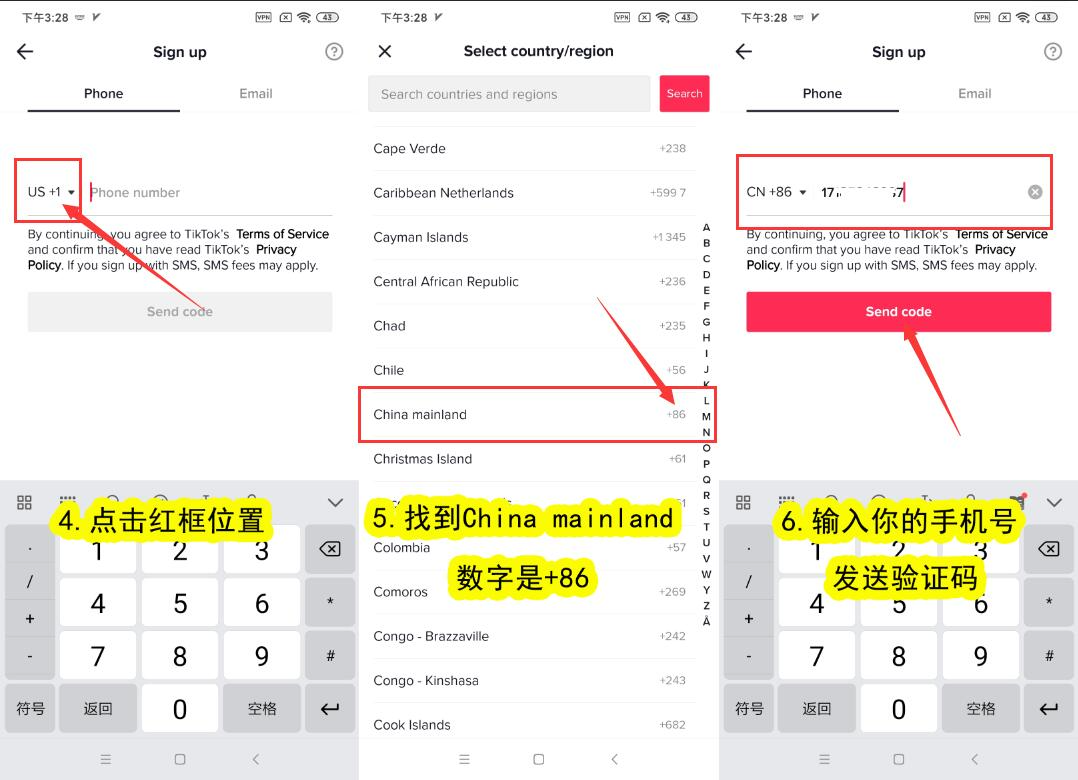 下午3:28
VPN
43
Sign up
Phone
Email
US +1
Phone number
By continuing, you agree to TikTok's Terms of Service
and confirm that you have read TikTok's Privacy
Policy. If you sign up with SMS, SMS fees may apply.
Send code
4. 点击红框位置
·
1
2
3
/
4
5
6
*
+
-
7
8
9
#
符号
返回
0
空格
下午3:28
VPN
43
Select country/region
Search countries and regions
Search
Cape Verde
+238
Caribbean Netherlands
+599 7
Cayman Islands
+1 345
Central African Republic
+236
Chad
+235
Chile
+56
China mainland
+86
Christmas Island
+61
5. 找到China mainland
数字是+86
Colombia
+57
Comoros
+269
Congo - Brazzaville
+242
Congo - Kinshasa
+243
Cook Islands
+682
A
B
C
D
E
F
G
H
I
J
K
L
M
N
O
P
Q
R
S
T
U
V
W
Y
Z
Å
下午3:28
VPN
43
Sign up
Phone
Email
CN +86
17
7
By continuing, you agree to TikTok's Terms of Service
and confirm that you have read TikTok's Privacy
Policy. If you sign up with SMS, SMS fees may apply.
Send code
6. 输入你的手机号
发送验证码
·
1
2
3
/
4
5
6
*
+
-
7
8
9
#
符号
返回
0
空格